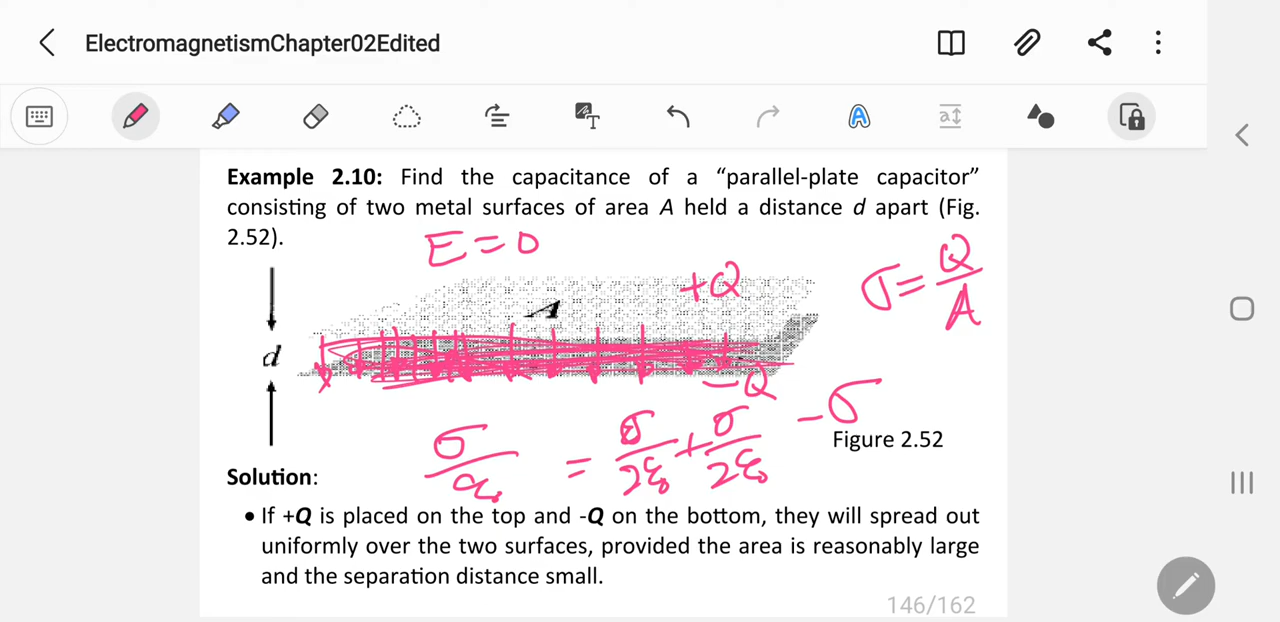 ElectromagnetismChapter02Edited
Example 2.10: Find the capacitance of a “parallel-plate capacitor”
consisting of two metal surfaces of area A held a distance d apart (Fig.
2.52).
E = 0
+Q
σ = Q/A
A
d
-Q
-σ
Figure 2.52
σ/ε₀ = σ/2ε₀ + σ/2ε₀
Solution:
• If +Q is placed on the top and -Q on the bottom, they will spread out
uniformly over the two surfaces, provided the area is reasonably large
and the separation distance small.
146/162